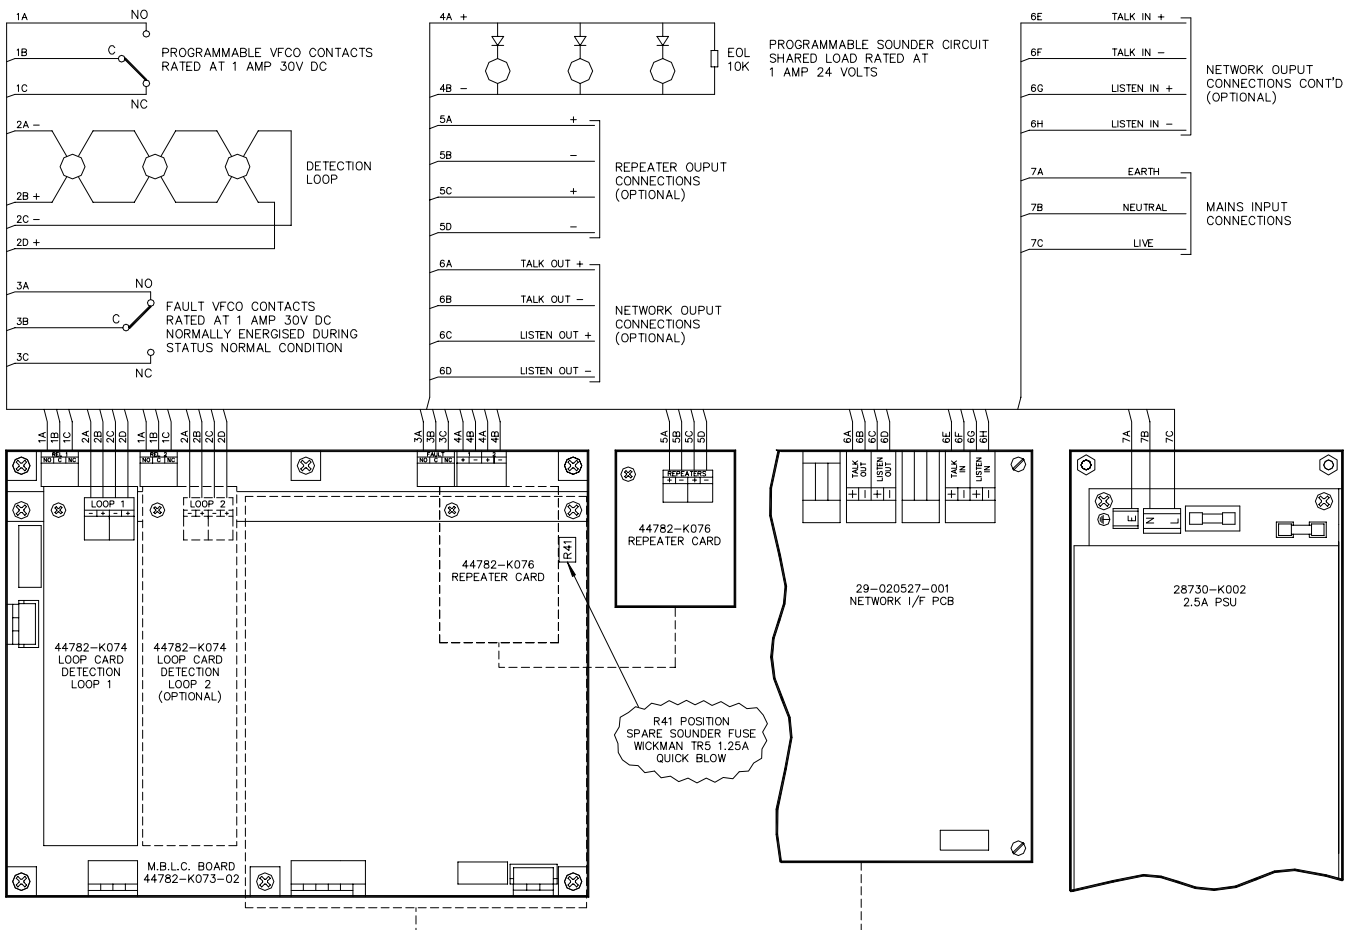 1A
NO
1B
C
PROGRAMMABLE VFCO CONTACTS
RATED AT 1 AMP 30V DC
1C
NC
2A -
DETECTION
LOOP
2B +
2C -
2D +
3A
NO
3B
C
FAULT VFCO CONTACTS
RATED AT 1 AMP 30V DC
NORMALLY ENERGISED DURING
STATUS NORMAL CONDITION
3C
NC
4A +
EOL
10K
PROGRAMMABLE SOUNDER CIRCUIT
SHARED LOAD RATED AT
1 AMP 24 VOLTS
4B -
5A +
5B -
5C +
5D -
REPEATER OUPUT
CONNECTIONS
(OPTIONAL)
6A TALK OUT +
6B TALK OUT -
6C LISTEN OUT +
6D LISTEN OUT -
NETWORK OUPUT
CONNECTIONS
(OPTIONAL)
6E TALK IN +
6F TALK IN -
6G LISTEN IN +
6H LISTEN IN -
NETWORK OUPUT
CONNECTIONS CONT'D
(OPTIONAL)
7A EARTH
7B NEUTRAL
7C LIVE
MAINS INPUT
CONNECTIONS
1A 1B 1C 2A 2B 2C 2D 1A 1B 1C 2A 2B 2C 2D
3A 3B 3C 4A 4B 4A 4B
5A 5B 5C 5D
6A 6B 6C 6D
6E 6F 6G 6H
7A 7B 7C
REL 1
NO C NC
REL 2
NO C NC
FAULT 1 2
NO C NC + - + -
LOOP 1
- + - +
LOOP 2
- + - +
REPEATERS
+ - + -
TALK OUT
LISTEN OUT
+ - + -
TALK IN
LISTEN IN
+ - + -
E N L
44782-K076
REPEATER CARD
R41
44782-K076
REPEATER CARD
29-020527-001
NETWORK I/F PCB
28730-K002
2.5A PSU
44782-K074
LOOP CARD
DETECTION
LOOP 1
44782-K074
LOOP CARD
DETECTION
LOOP 2
(OPTIONAL)
R41 POSITION
SPARE SOUNDER FUSE
WICKMAN TR5 1.25A
QUICK BLOW
M.B.L.C. BOARD
44782-K073-02